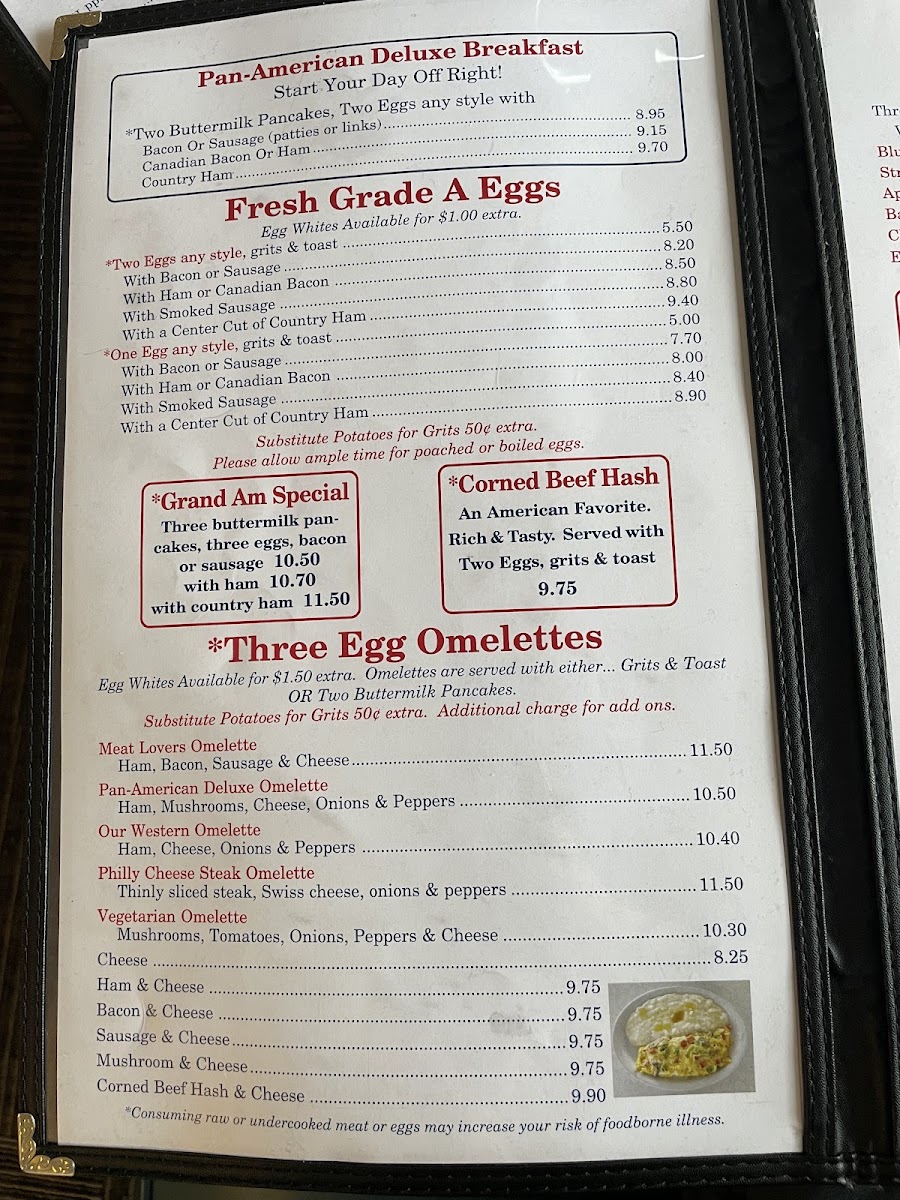 Pan-American Deluxe Breakfast
Start Your Day Off Right!
*Two Buttermilk Pancakes, Two Eggs any style with
Bacon Or Sausage (patties or links) 8.95
Canadian Bacon Or Ham 9.15
Country Ham 9.70
Fresh Grade A Eggs
Egg Whites Available for $1.00 extra.
*Two Eggs any style, grits & toast 5.50
With Bacon or Sausage 8.20
With Ham or Canadian Bacon 8.50
With Smoked Sausage 8.80
With a Center Cut of Country Ham 9.40
*One Egg any style, grits & toast 5.00
With Bacon or Sausage 7.70
With Ham or Canadian Bacon 8.00
With Smoked Sausage 8.40
With a Center Cut of Country Ham 8.90
Substitute Potatoes for Grits 50¢ extra.
Please allow ample time for poached or boiled eggs.
*Grand Am Special
Three buttermilk pan-
cakes, three eggs, bacon
or sausage 10.50
with ham 10.70
with country ham 11.50
*Corned Beef Hash
An American Favorite.
Rich & Tasty. Served with
Two Eggs, grits & toast
9.75
*Three Egg Omelettes
Egg Whites Available for $1.50 extra. Omelettes are served with either... Grits & Toast
OR Two Buttermilk Pancakes.
Substitute Potatoes for Grits 50¢ extra. Additional charge for add ons.
Meat Lovers Omelette
Ham, Bacon, Sausage & Cheese 11.50
Pan-American Deluxe Omelette
Ham, Mushrooms, Cheese, Onions & Peppers 10.50
Our Western Omelette
Ham, Cheese, Onions & Peppers 10.40
Philly Cheese Steak Omelette
Thinly sliced steak, Swiss cheese, onions & peppers 11.50
Vegetarian Omelette
Mushrooms, Tomatoes, Onions, Peppers & Cheese 10.30
Cheese 8.25
Ham & Cheese 9.75
Bacon & Cheese 9.75
Sausage & Cheese 9.75
Mushroom & Cheese 9.75
Corned Beef Hash & Cheese 9.90
*Consuming raw or undercooked meat or eggs may increase your risk of foodborne illness.